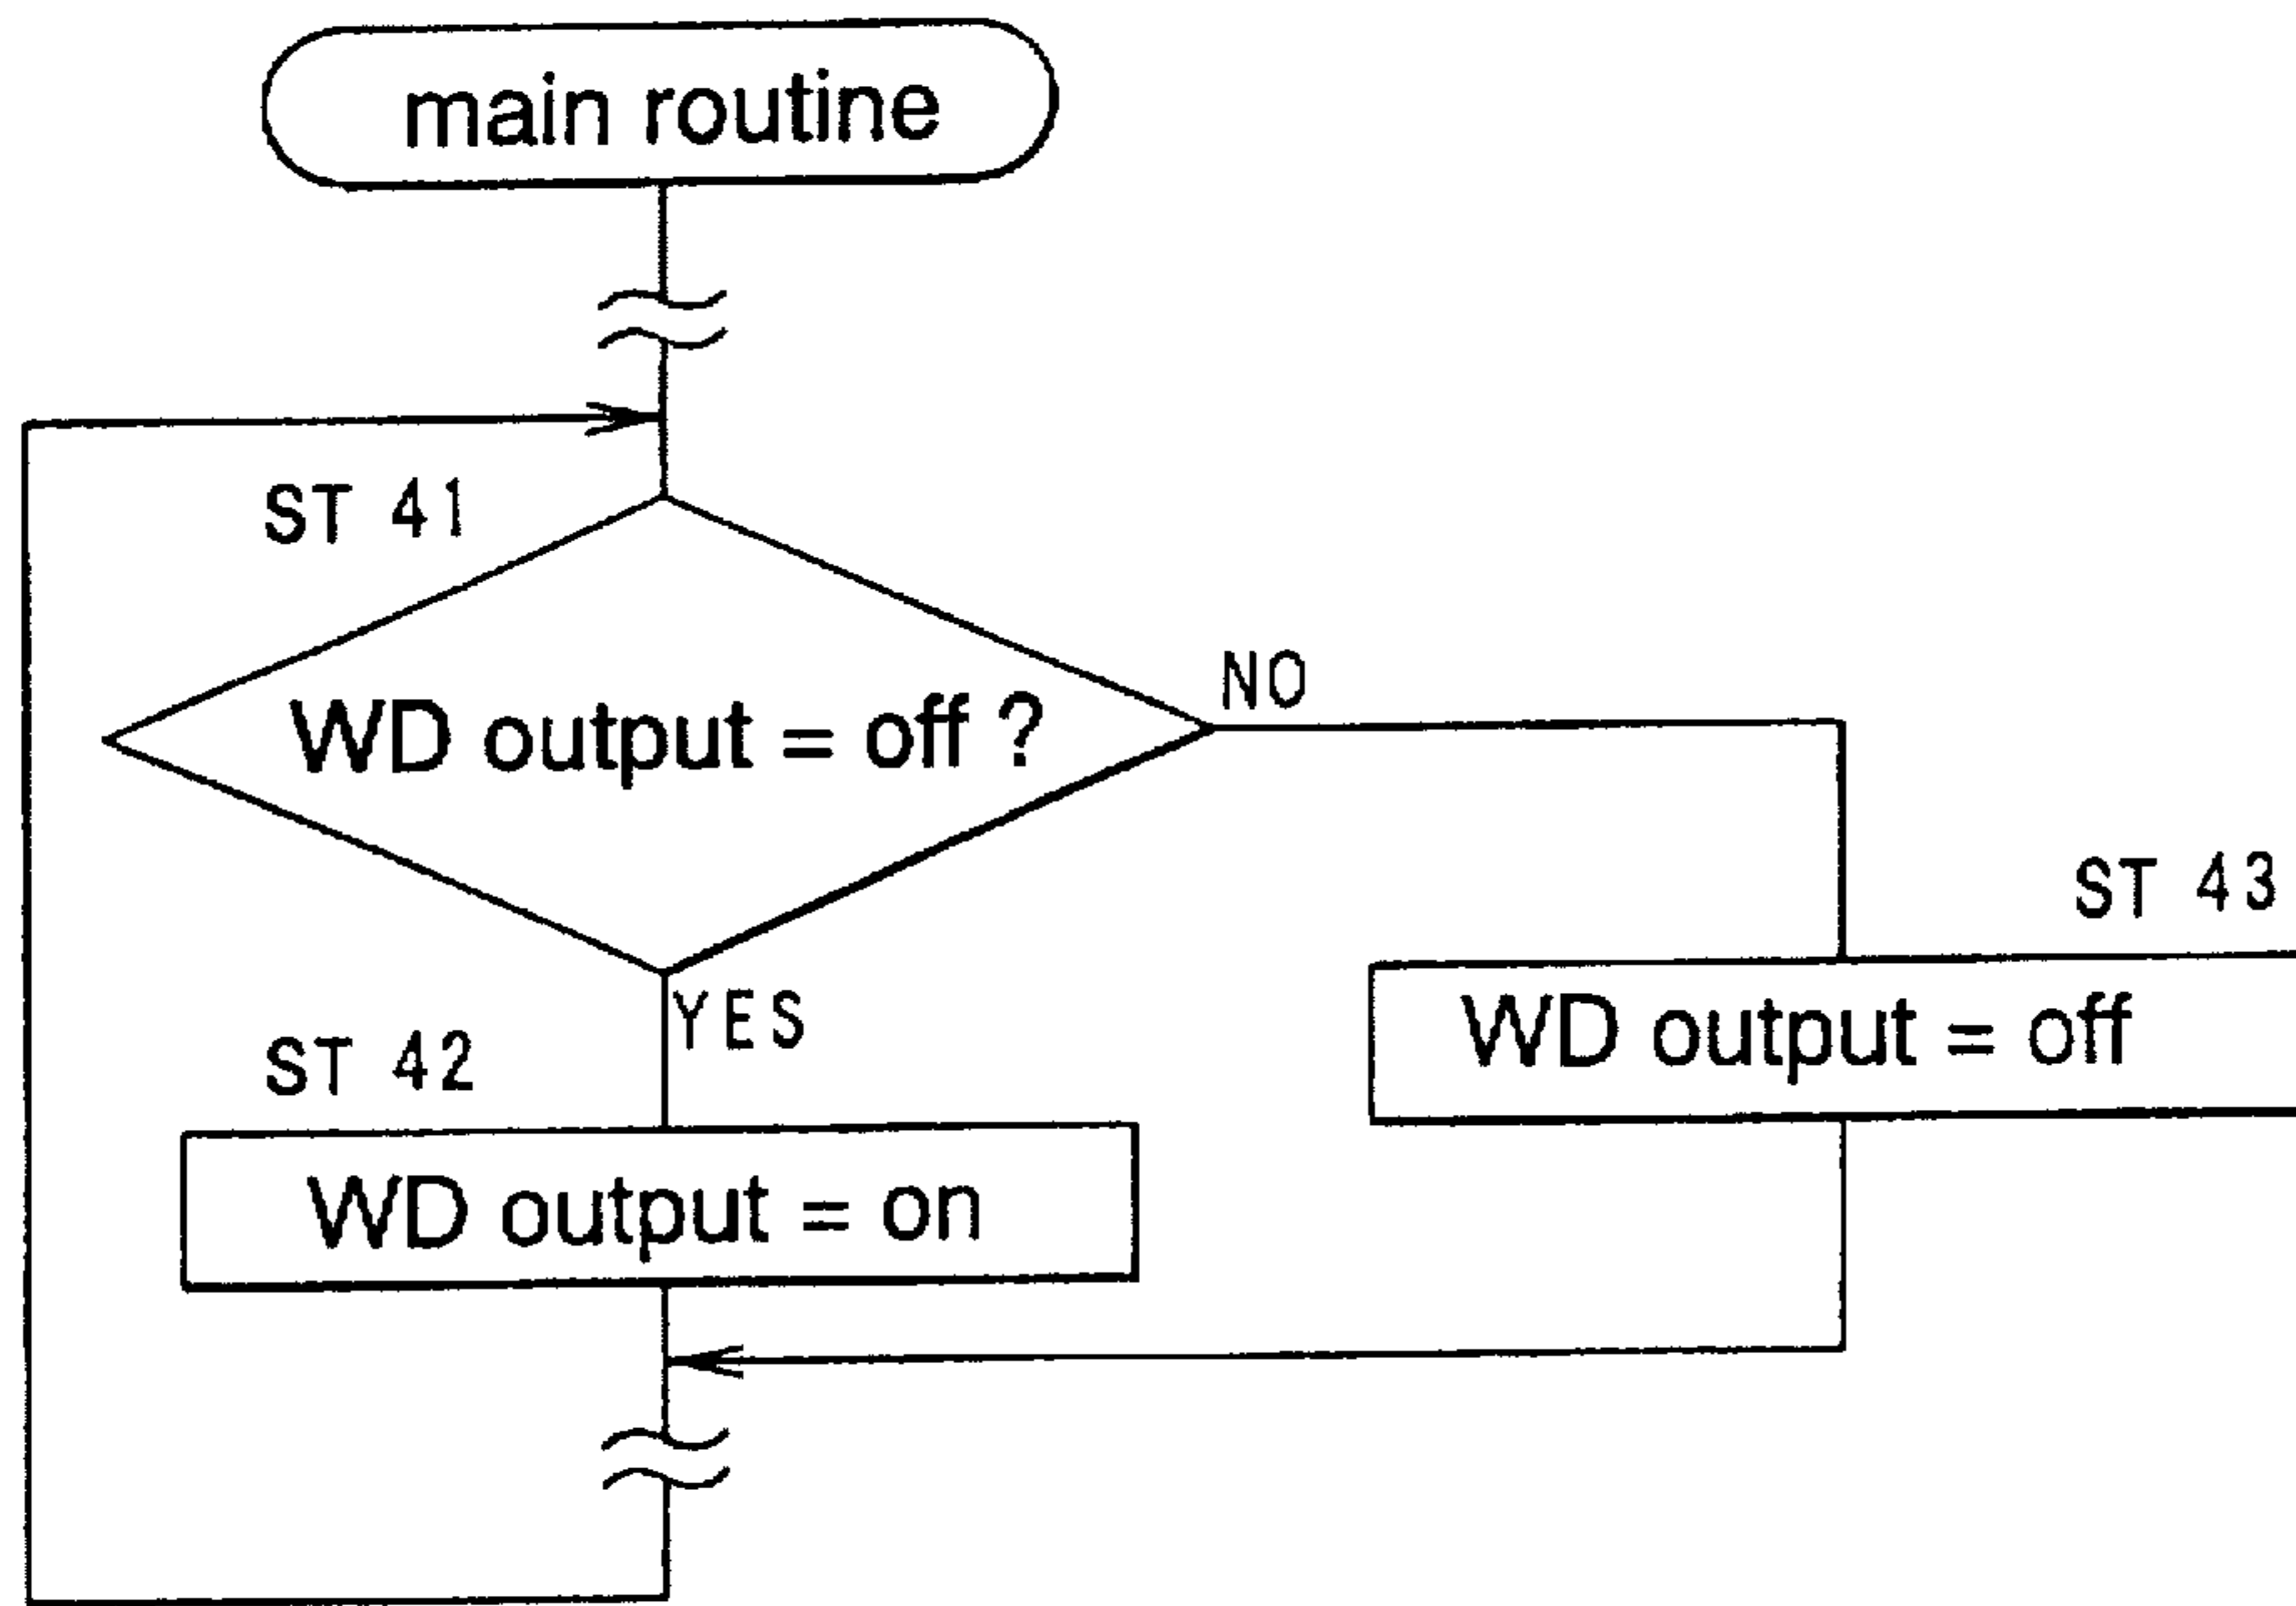 main routine
ST 41
WD output = off ?
NO
YES
ST 43
WD output = off
ST 42
WD output = on